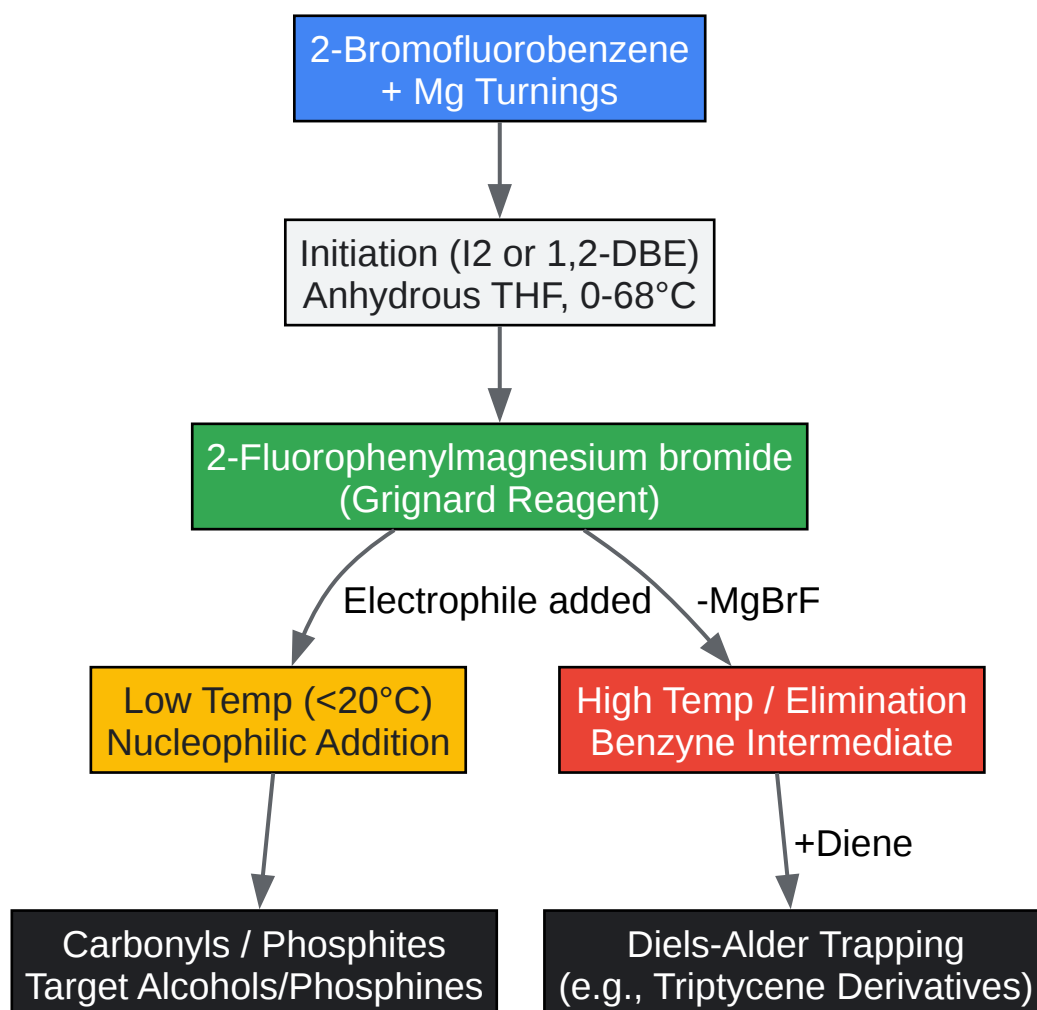 2-Bromofluorobenzene
+ Mg Turnings
Initiation (I2 or 1,2-DBE)
Anhydrous THF, 0-68°C
2-Fluorophenylmagnesium bromide
(Grignard Reagent)
Electrophile added
-MgBrF
Low Temp (<20°C)
Nucleophilic Addition
High Temp / Elimination
Benzyne Intermediate
+Diene
Carbonyls / Phosphites
Target Alcohols/Phosphines
Diels-Alder Trapping
(e.g., Triptycene Derivatives)